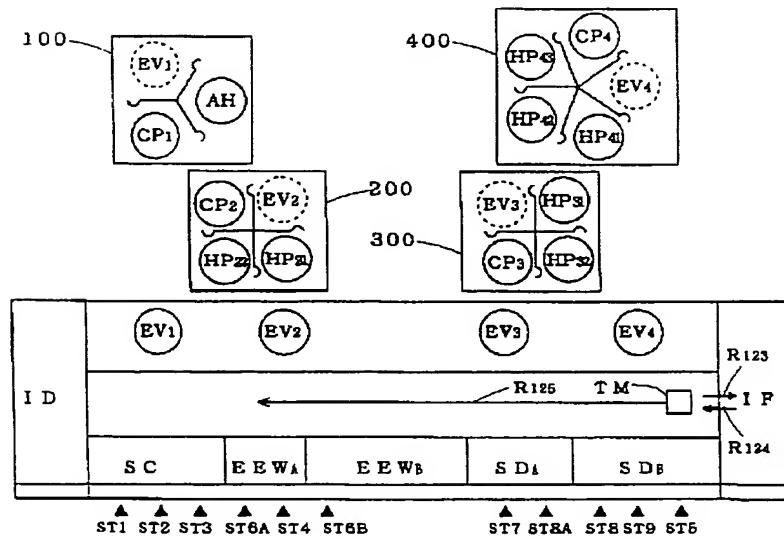 100
EV1
AH
CP1
400
CP4
HP43
EV4
HP42
HP41
200
CP2
EV2
HP22
HP21
300
EV3
HP31
CP3
HP32
EV1
EV2
EV3
EV4
R123
ID
R125
TM
IF
R124
SC
EEWA
EEWB
SDA
SDB
ST1
ST2
ST3
ST6A
ST4
ST6B
ST7
ST8A
ST8
ST9
ST5